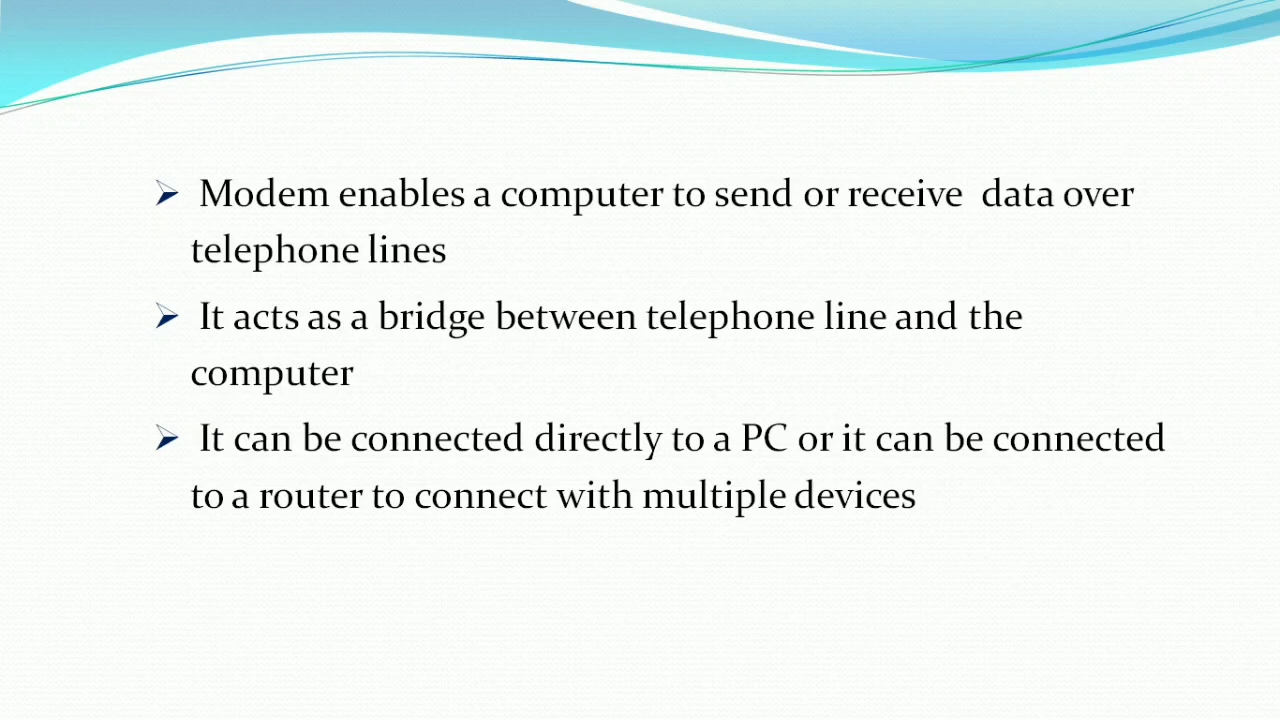 Modem enables a computer to send or receive  data over
telephone lines
It acts as a bridge between telephone line and the
computer
It can be connected directly to a PC or it can be connected
to a router to connect with multiple devices